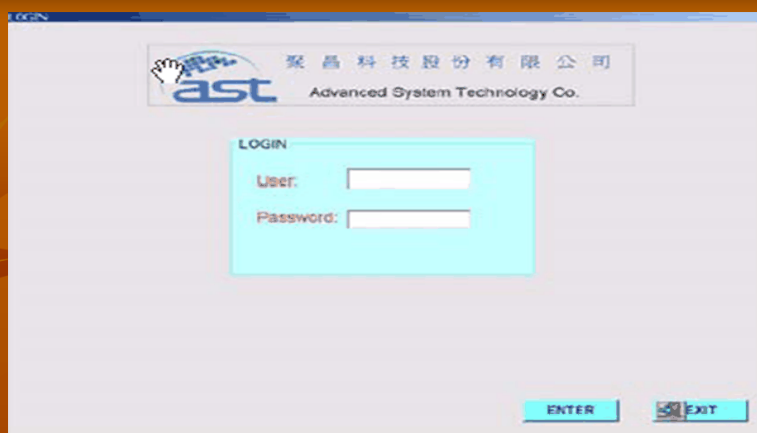 LOGIN
聚昌科技股份有限公司
ast
Advanced System Technology Co.
LOGIN
User:
Password:
ENTER
EXIT